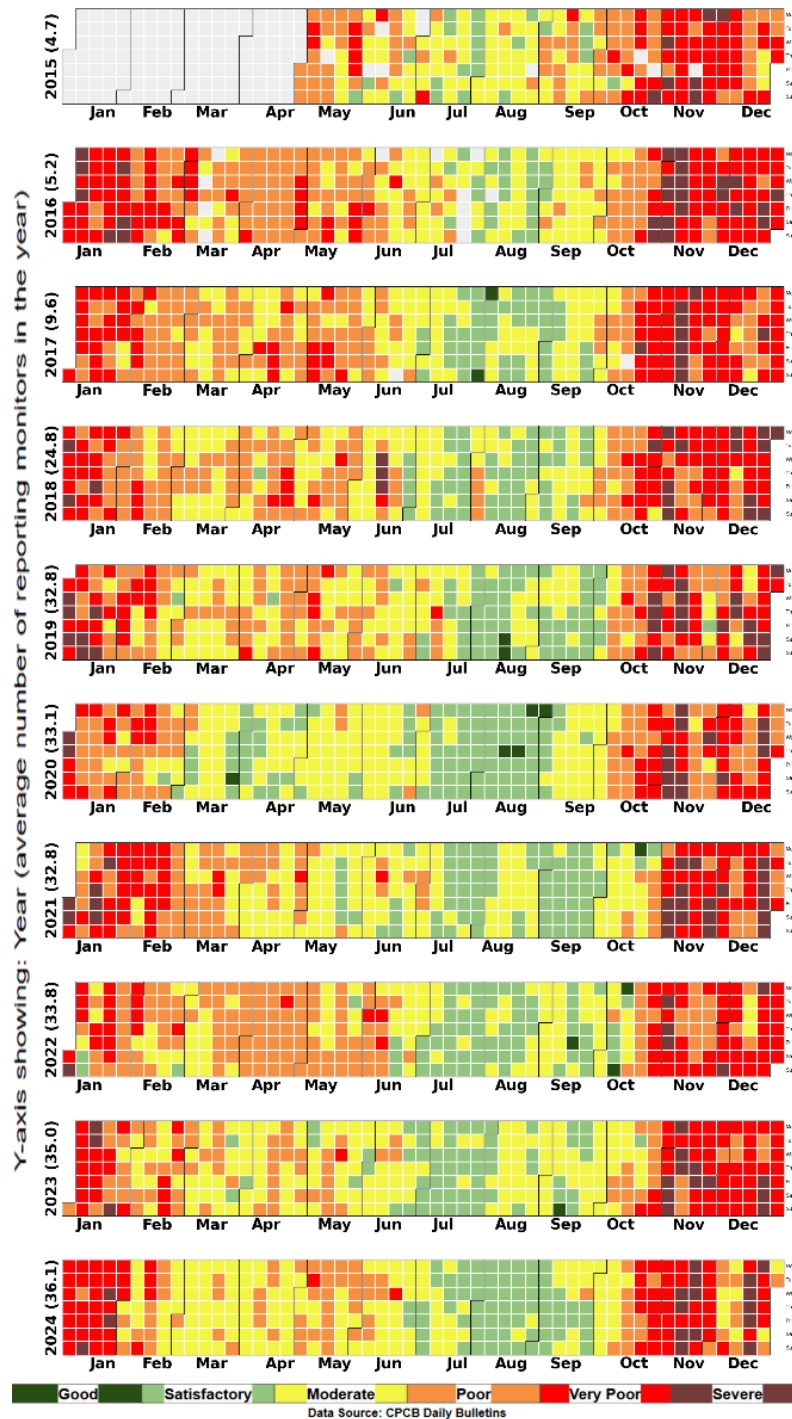 Y-axis showing: Year (average number of reporting monitors in the year)
2015 (4.7)
Jan Feb Mar Apr May Jun Jul Aug Sep Oct Nov Dec
2016 (5.2)
Jan Feb Mar Apr May Jun Jul Aug Sep Oct Nov Dec
2017 (9.6)
Jan Feb Mar Apr May Jun Jul Aug Sep Oct Nov Dec
2018 (24.8)
Jan Feb Mar Apr May Jun Jul Aug Sep Oct Nov Dec
2019 (32.8)
Jan Feb Mar Apr May Jun Jul Aug Sep Oct Nov Dec
2020 (33.1)
Jan Feb Mar Apr May Jun Jul Aug Sep Oct Nov Dec
2021 (32.8)
Jan Feb Mar Apr May Jun Jul Aug Sep Oct Nov Dec
2022 (33.8)
Jan Feb Mar Apr May Jun Jul Aug Sep Oct Nov Dec
2023 (35.0)
Jan Feb Mar Apr May Jun Jul Aug Sep Oct Nov Dec
2024 (36.1)
Jan Feb Mar Apr May Jun Jul Aug Sep Oct Nov Dec
Good Satisfactory Moderate Poor Very Poor Severe
Data Source: CPCB Daily Bulletins